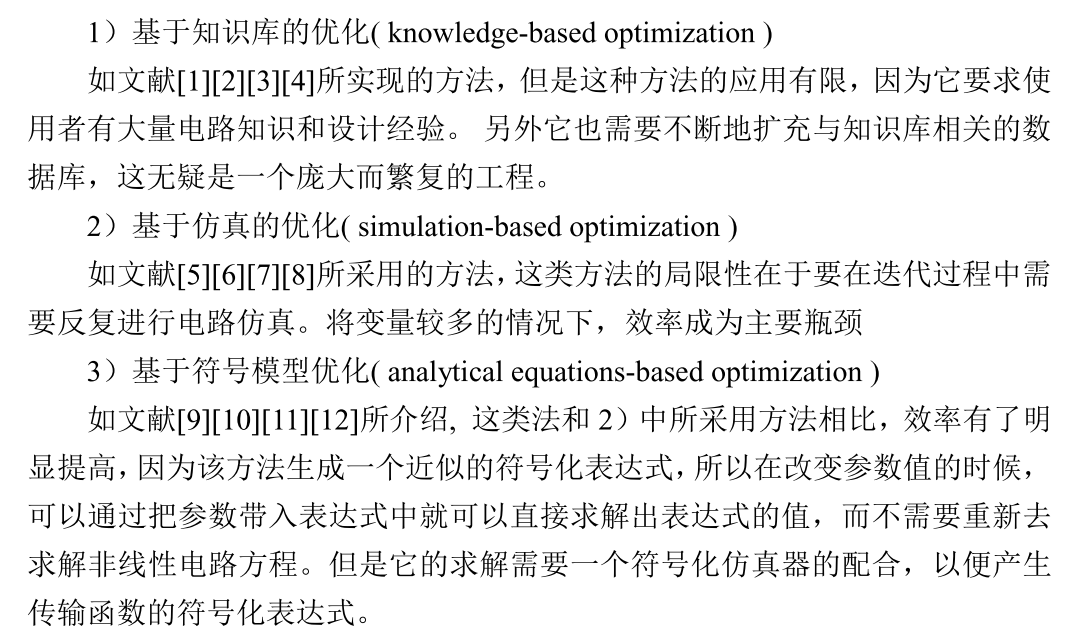 1）基于知识库的优化( knowledge-based optimization )
如文献[1][2][3][4]所实现的方法，但是这种方法的应用有限，因为它要求使
用者有大量电路知识和设计经验。 另外它也需要不断地扩充与知识库相关的数
据库，这无疑是一个庞大而繁复的工程。
2）基于仿真的优化( simulation-based optimization )
如文献[5][6][7][8]所采用的方法，这类方法的局限性在于要在迭代过程中需
要反复进行电路仿真。将变量较多的情况下，效率成为主要瓶颈
3）基于符号模型优化( analytical equations-based optimization )
如文献[9][10][11][12]所介绍, 这类法和 2）中所采用方法相比，效率有了明
显提高，因为该方法生成一个近似的符号化表达式，所以在改变参数值的时候，
可以通过把参数带入表达式中就可以直接求解出表达式的值，而不需要重新去
求解非线性电路方程。但是它的求解需要一个符号化仿真器的配合，以便产生
传输函数的符号化表达式。